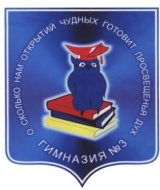 О СКОЛЬКО НАМ ОТКРЫТИЙ ЧУДНЫХ ГОТОВИТ ПРОСВЕЩЕНЬЯ ДУХ
ГИМНАЗИЯ №3